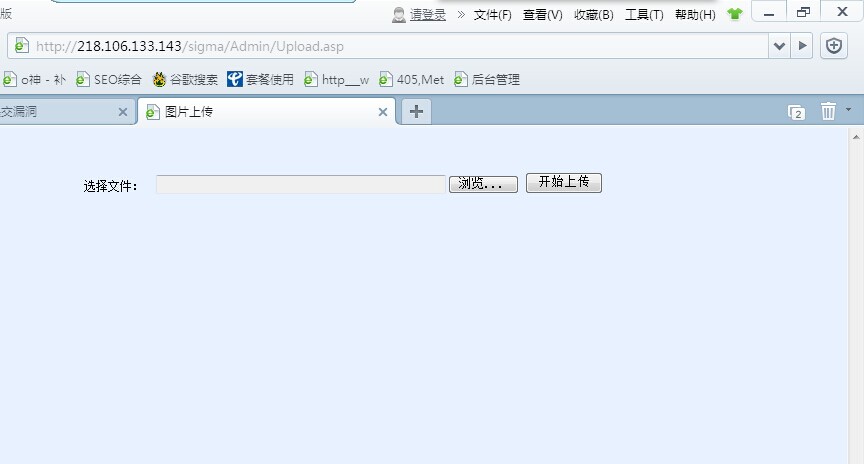 版 请登录 » 文件(F) 查看(V) 收藏(B) 工具(T) 帮助(H)
http://218.106.133.143/sigma/Admin/Upload.asp
o神 - 补 SEO综合 谷歌搜索 套餐使用 http___w 405,Met 后台管理
交漏洞 图片上传 2
选择文件: 浏览... 开始上传